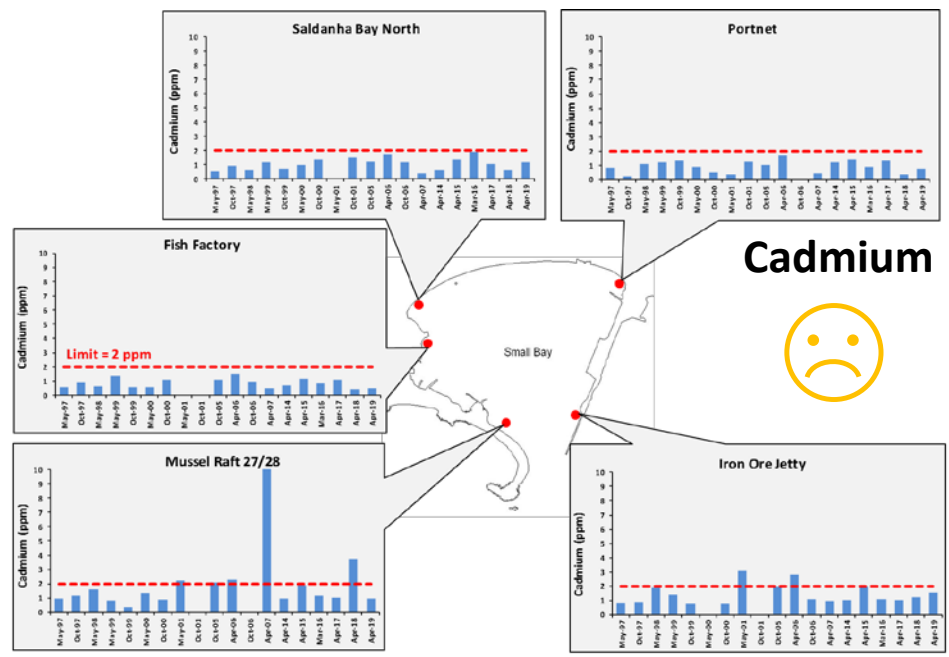 Saldanha Bay North
Cadmium (ppm)
10
9
8
7
6
5
4
3
2
1
0
May-97
Oct-97
May-98
May-99
Oct-99
May-00
Oct-00
May-01
Oct-01
Oct-05
Apr-06
Oct-06
Apr-07
Apr-14
Apr-15
Mar-16
Apr-17
Apr-18
Apr-19
Portnet
Cadmium (ppm)
10
9
8
7
6
5
4
3
2
1
0
May-97
Oct-97
May-98
May-99
Oct-99
May-00
Oct-00
May-01
Oct-01
Oct-05
Apr-06
Oct-06
Apr-07
Apr-14
Apr-15
Mar-16
Apr-17
Apr-18
Apr-19
Fish Factory
Cadmium (ppm)
10
9
8
7
6
5
4
3
2
1
0
Limit = 2 ppm
May-97
Oct-97
May-98
May-99
Oct-99
May-00
Oct-00
May-01
Oct-01
Oct-05
Apr-06
Oct-06
Apr-07
Apr-14
Apr-15
Mar-16
Apr-17
Apr-18
Apr-19
Cadmium
Small Bay
Mussel Raft 27/28
Cadmium (ppm)
10
9
8
7
6
5
4
3
2
1
0
May-97
Oct-97
May-98
May-99
Oct-99
May-00
Oct-00
May-01
Oct-01
Oct-05
Apr-06
Oct-06
Apr-07
Apr-14
Apr-15
Mar-16
Apr-17
Apr-18
Apr-19
Iron Ore Jetty
Cadmium (ppm)
10
9
8
7
6
5
4
3
2
1
0
May-97
Oct-97
May-98
May-99
Oct-99
May-00
Oct-00
May-01
Oct-01
Oct-05
Apr-06
Oct-06
Apr-07
Apr-14
Apr-15
Mar-16
Apr-17
Apr-18
Apr-19